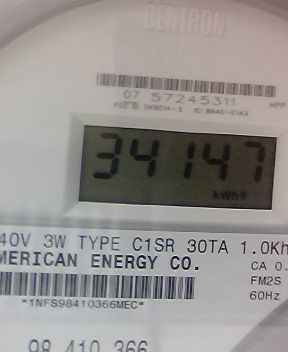 CENTRON®
07 57245311
34147
kWh
40V 3W TYPE C1SR 30TA 1.0Kh
MERICAN ENERGY CO.
CA 0.
FM2S
60Hz
*1NFS98410366MEC*
98 410 366